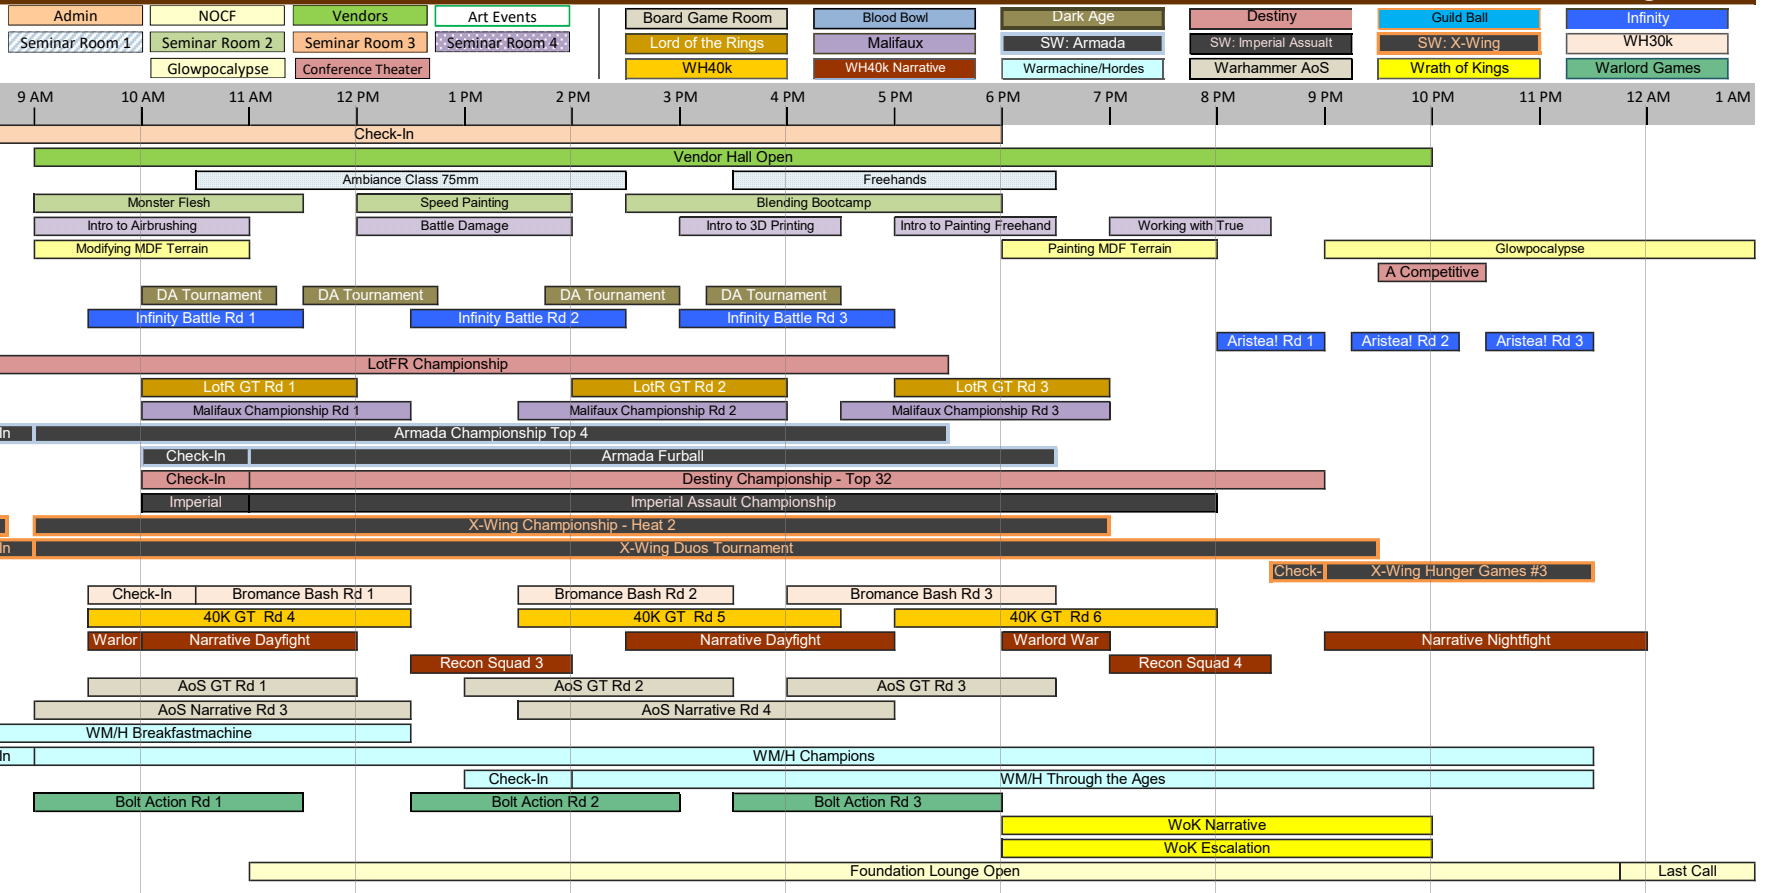 Admin NOCF Vendors Art Events Board Game Room Blood Bowl Dark Age Destiny Guild Ball Infinity
Seminar Room 1 Seminar Room 2 Seminar Room 3 Seminar Room 4 Lord of the Rings Malifaux SW: Armada SW: Imperial Assualt SW: X-Wing WH30k
Glowpocalypse Conference Theater WH40k WH40k Narrative Warmachine/Hordes Warhammer AoS Wrath of Kings Warlord Games
9 AM 10 AM 11 AM 12 PM 1 PM 2 PM 3 PM 4 PM 5 PM 6 PM 7 PM 8 PM 9 PM 10 PM 11 PM 12 AM 1 AM
Check-In
Vendor Hall Open
Ambiance Class 75mm Freehands
Monster Flesh Speed Painting Blending Bootcamp
Intro to Airbrushing Battle Damage Intro to 3D Printing Intro to Painting Freehand Working with True
Modifying MDF Terrain Painting MDF Terrain Glowpocalypse
A Competitive
DA Tournament DA Tournament DA Tournament DA Tournament
Infinity Battle Rd 1 Infinity Battle Rd 2 Infinity Battle Rd 3
Aristea! Rd 1 Aristea! Rd 2 Aristea! Rd 3
LotFR Championship
LotR GT Rd 1 LotR GT Rd 2 LotR GT Rd 3
Malifaux Championship Rd 1 Malifaux Championship Rd 2 Malifaux Championship Rd 3
In Armada Championship Top 4
Check-In Armada Furball
Check-In Destiny Championship - Top 32
Imperial Imperial Assault Championship
X-Wing Championship - Heat 2
In X-Wing Duos Tournament
Check- X-Wing Hunger Games #3
Check-In Bromance Bash Rd 1 Bromance Bash Rd 2 Bromance Bash Rd 3
40K GT Rd 4 40K GT Rd 5 40K GT Rd 6
Warlor Narrative Dayfight Narrative Dayfight Warlord War Narrative Nightfight
Recon Squad 3 Recon Squad 4
AoS GT Rd 1 AoS GT Rd 2 AoS GT Rd 3
AoS Narrative Rd 3 AoS Narrative Rd 4
WM/H Breakfastmachine
In WM/H Champions
Check-In WM/H Through the Ages
Bolt Action Rd 1 Bolt Action Rd 2 Bolt Action Rd 3
WoK Narrative
WoK Escalation
Foundation Lounge Open Last Call